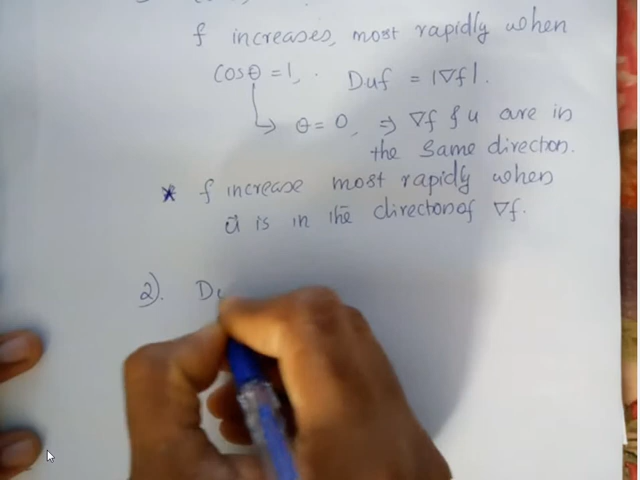 f increases, most rapidly when
cosθ = 1, . Duf = |∇f|.
θ = 0, ⇒ ∇f & u are in
the same direction.
* f increase most rapidly when
ū is in the direction of ∇f.
2). D